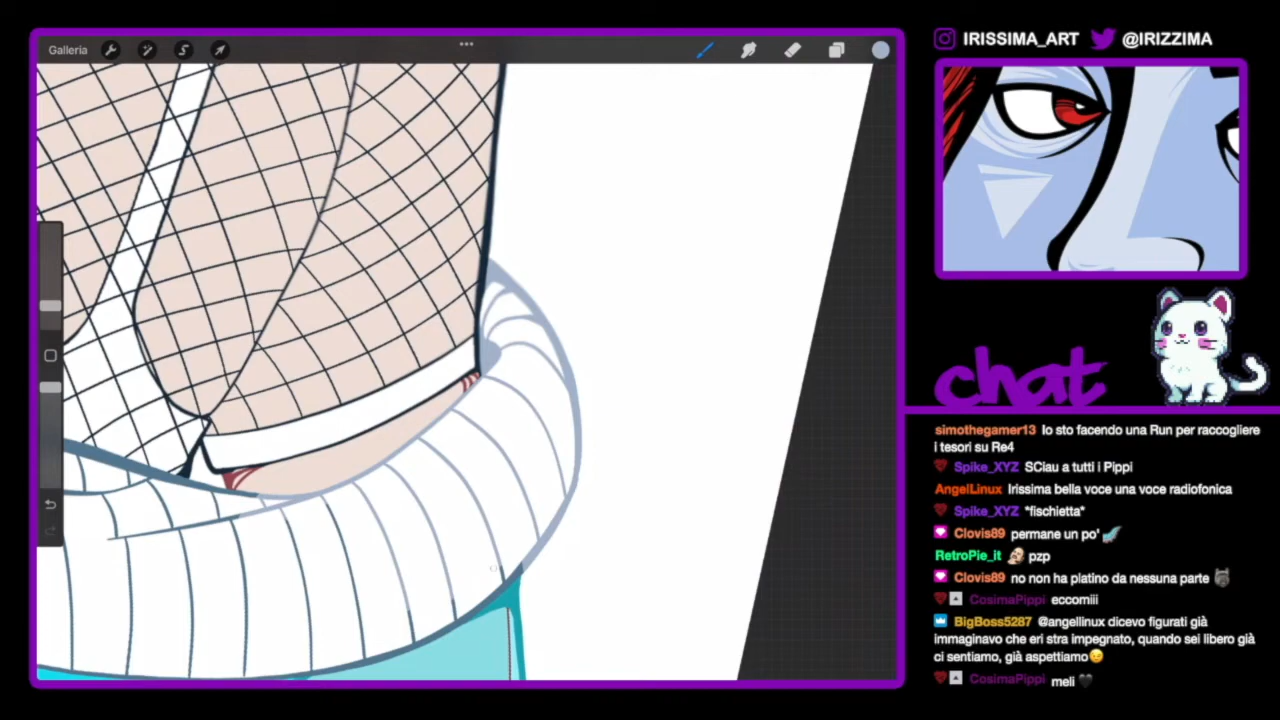 Galleria
IRISSIMA_ART @IRIZZIMA
chat
simothegamer13 Io sto facendo una Run per raccogliere
i tesori su Re4
Spike_XYZ SCiau a tutti i Pippi
AngelLinux Irissima bella voce una voce radiofonica
Spike_XYZ *fischietta*
Clovis89 permane un po'
RetroPie_it pzp
Clovis89 no non ha platino da nessuna parte
CosimaPippi eccomiii
BigBoss5287 @angellinux dicevo figurati già
immaginavo che eri stra impegnato, quando sei libero già
ci sentiamo, già aspettiamo😉
CosimaPippi meli 🖤